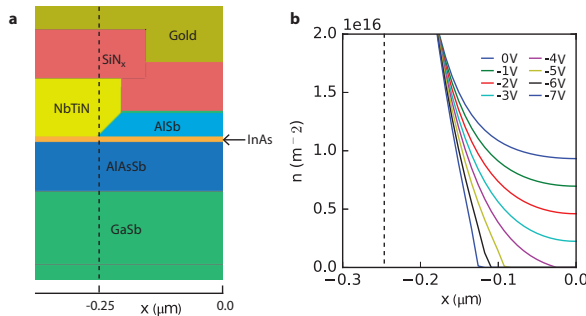 a
Gold
SiNₓ
NbTiN
AlSb
InAs
AlAsSb
GaSb
-0.25
0.0
x (μm)
b
1e16
2.0
1.5
1.0
0.5
0.0
n (m⁻²)
0V
-1V
-2V
-3V
-4V
-5V
-6V
-7V
-0.3
-0.2
-0.1
0.0
x (μm)